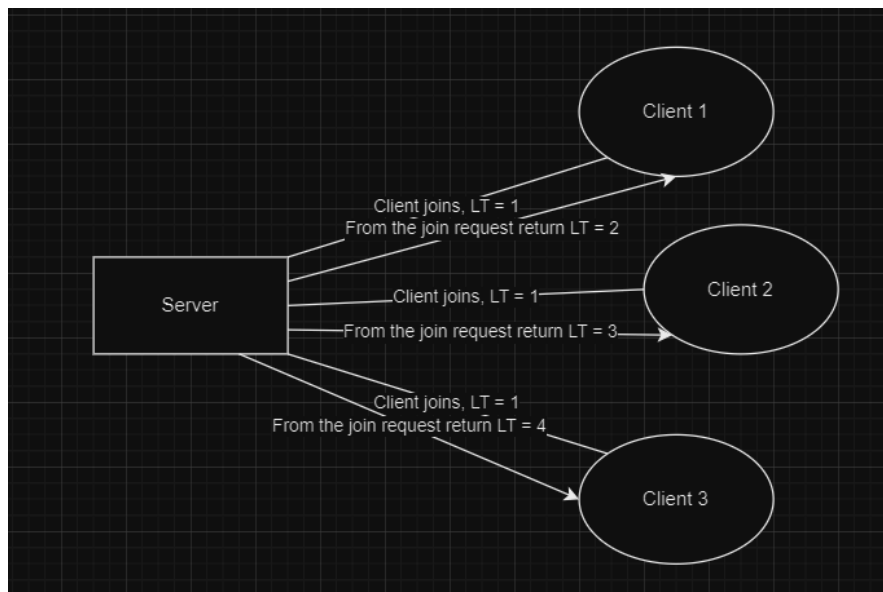 Client 1
Client joins, LT = 1
From the join request return LT = 2
Server
Client joins, LT = 1
Client 2
From the join request return LT = 3
Client joins, LT = 1
From the join request return LT = 4
Client 3